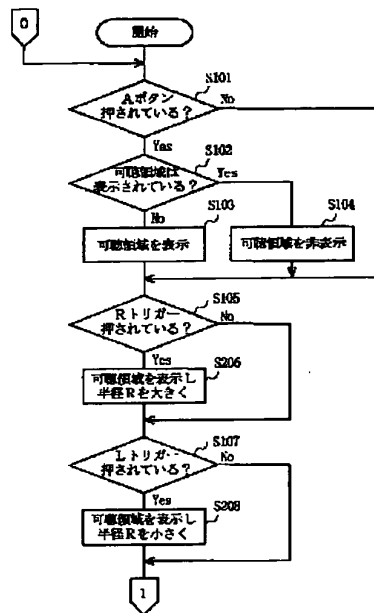 0
開始
S101
Aボタン
押されている？
No
Yas
S102
可聴領域は
表示されている？
Yes
No
S103
可聴領域を表示
S104
可聴領域を非表示
S105
Rトリガー
押されている？
No
Yes
S206
可聴領域を表示し
半径Rを大きく
S107
Lトリガー
押されている？
No
Yes
S208
可聴領域を表示し
半径Rを小さく
1